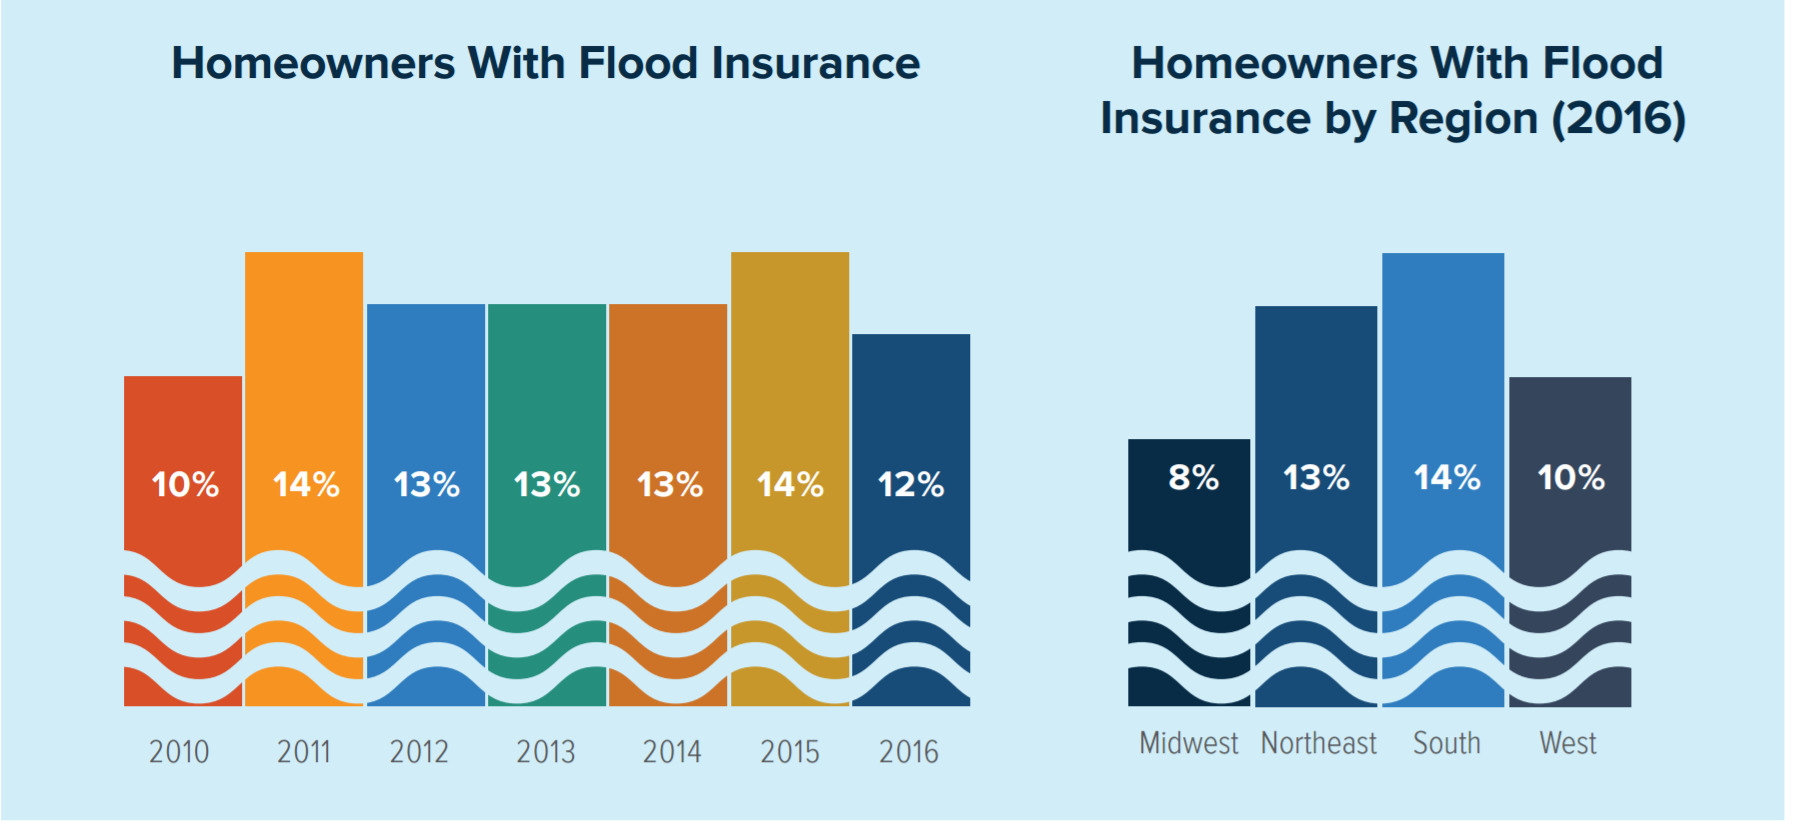 Homeowners With Flood Insurance
10% 14% 13% 13% 13% 14% 12%
2010 2011 2012 2013 2014 2015 2016
Homeowners With Flood
Insurance by Region (2016)
8% 13% 14% 10%
Midwest Northeast South West